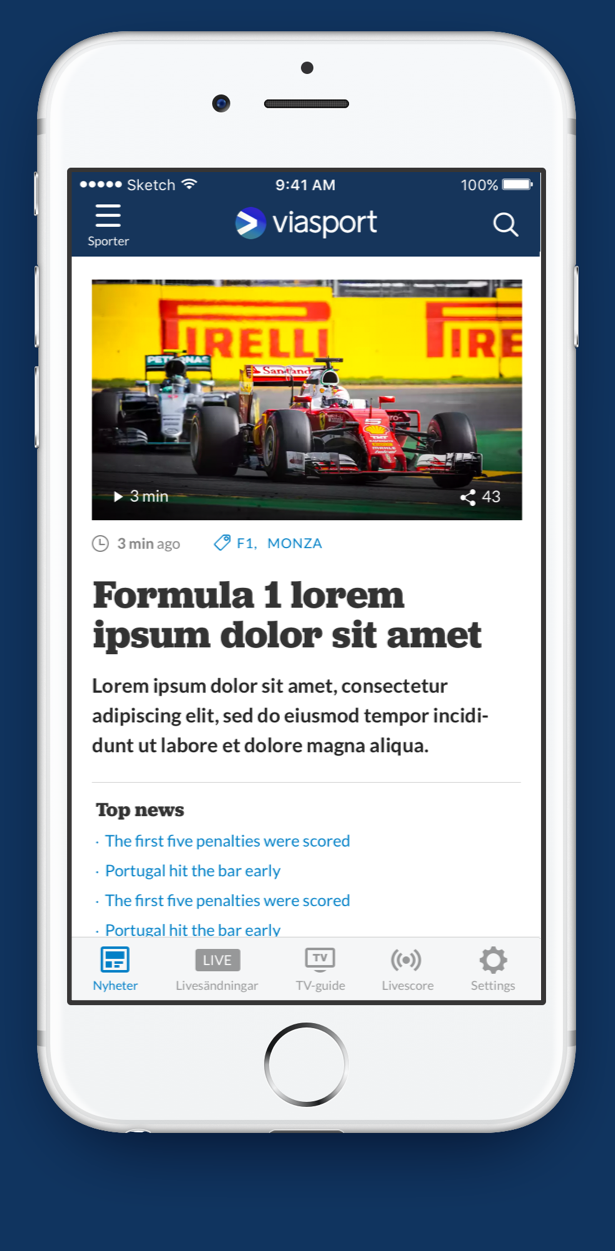 ●●●●● Sketch 9:41 AM 100%
Sporter
viasport
PIRELLI
PIRE
PETRONAS
Santander
5
3 min
43
3 min ago F1, MONZA
Formula 1 lorem
ipsum dolor sit amet
Lorem ipsum dolor sit amet, consectetur
adipiscing elit, sed do eiusmod tempor incidi-
dunt ut labore et dolore magna aliqua.
Top news
· The first five penalties were scored
· Portugal hit the bar early
· The first five penalties were scored
· Portugal hit the bar early
LIVE
TV
Nyheter Livesändningar TV-guide Livescore Settings